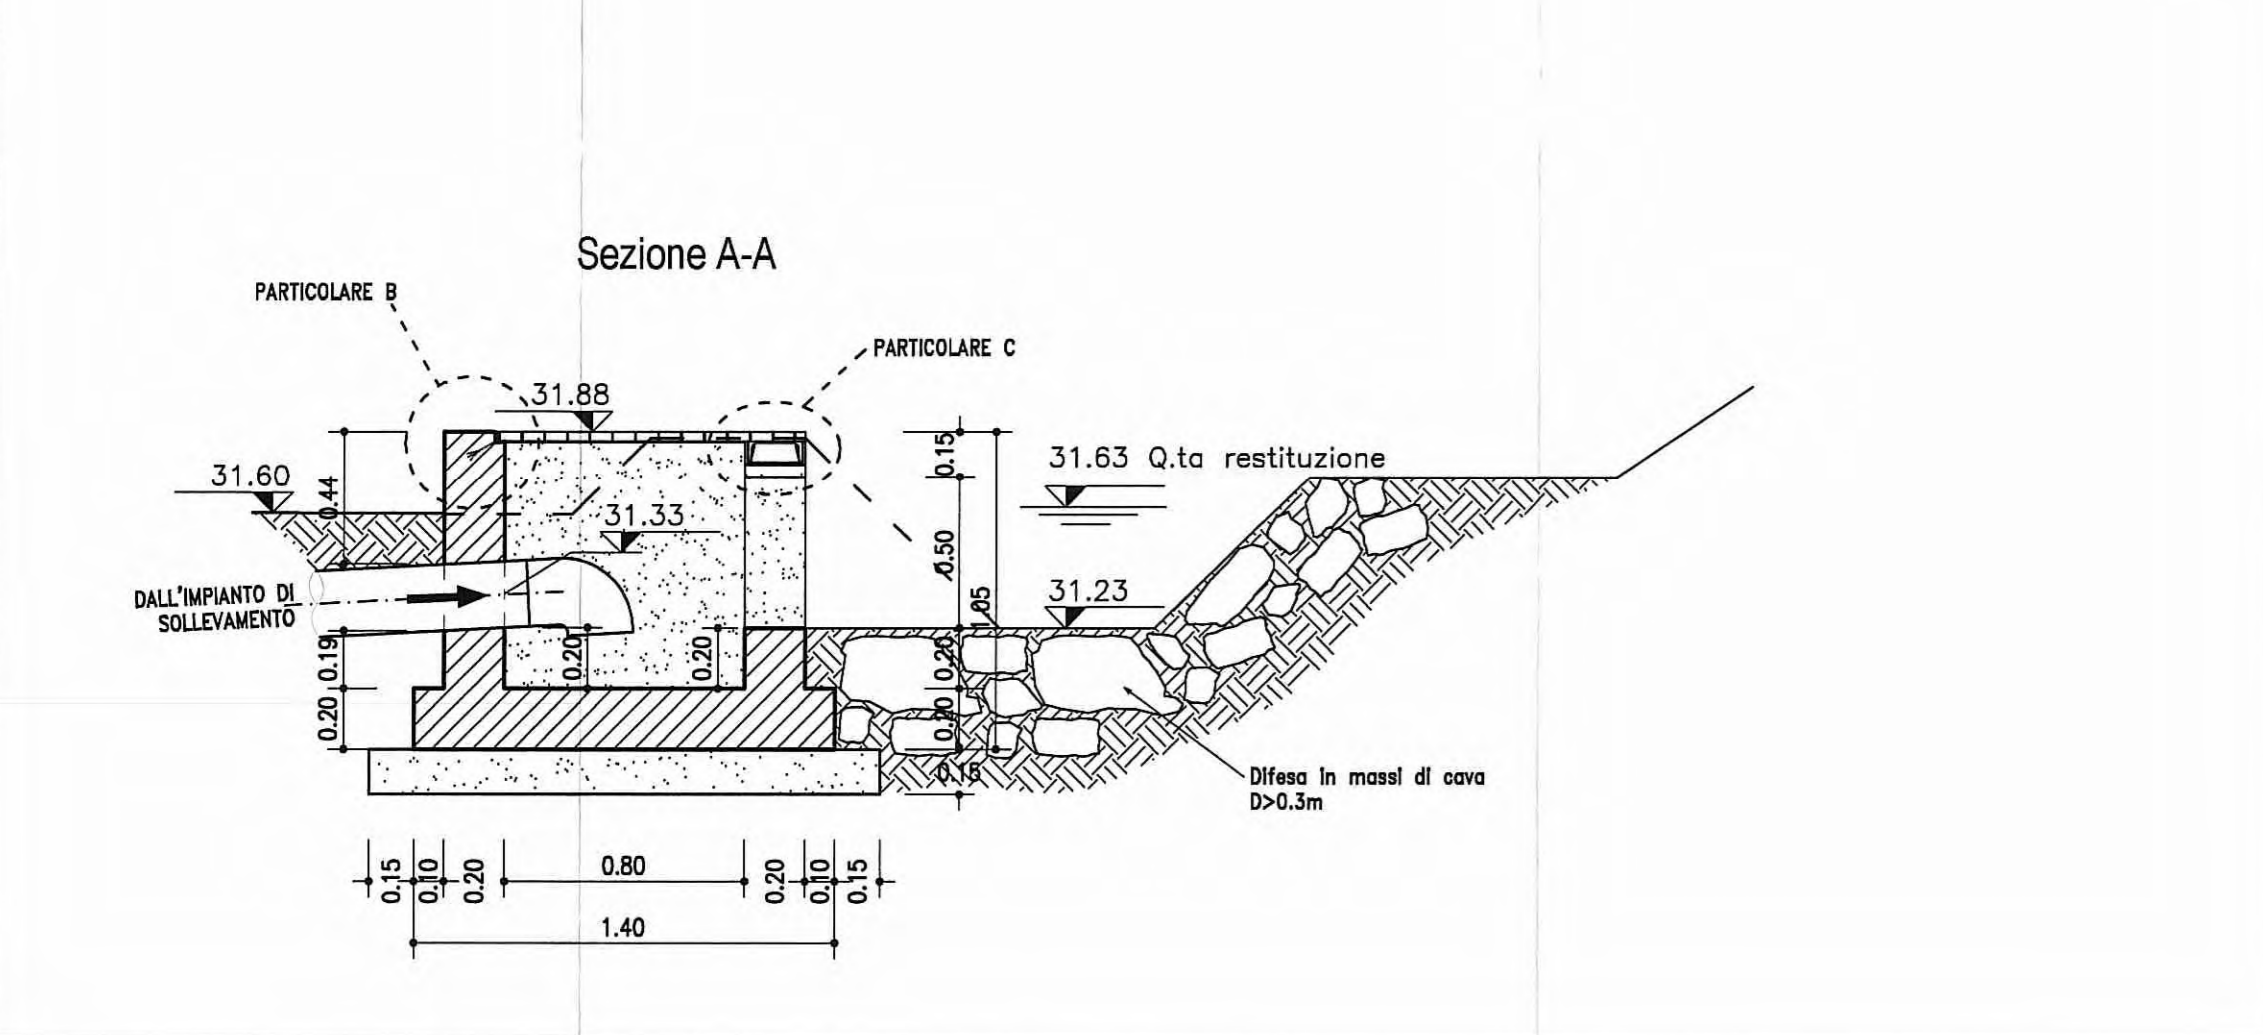 Sezione A-A
PARTICOLARE B
PARTICOLARE C
31.88
31.60
0.44
31.33
0.15
31.63 Q.ta restituzione
0.50
31.23
1.05
DALL'IMPIANTO DI
SOLLEVAMENTO
0.19
0.20
0.20
0.20
0.20
0.20
0.15
Difesa in massi di cava
D>0.3m
0.15
0.10
0.20
0.80
0.20
0.10
0.15
1.40